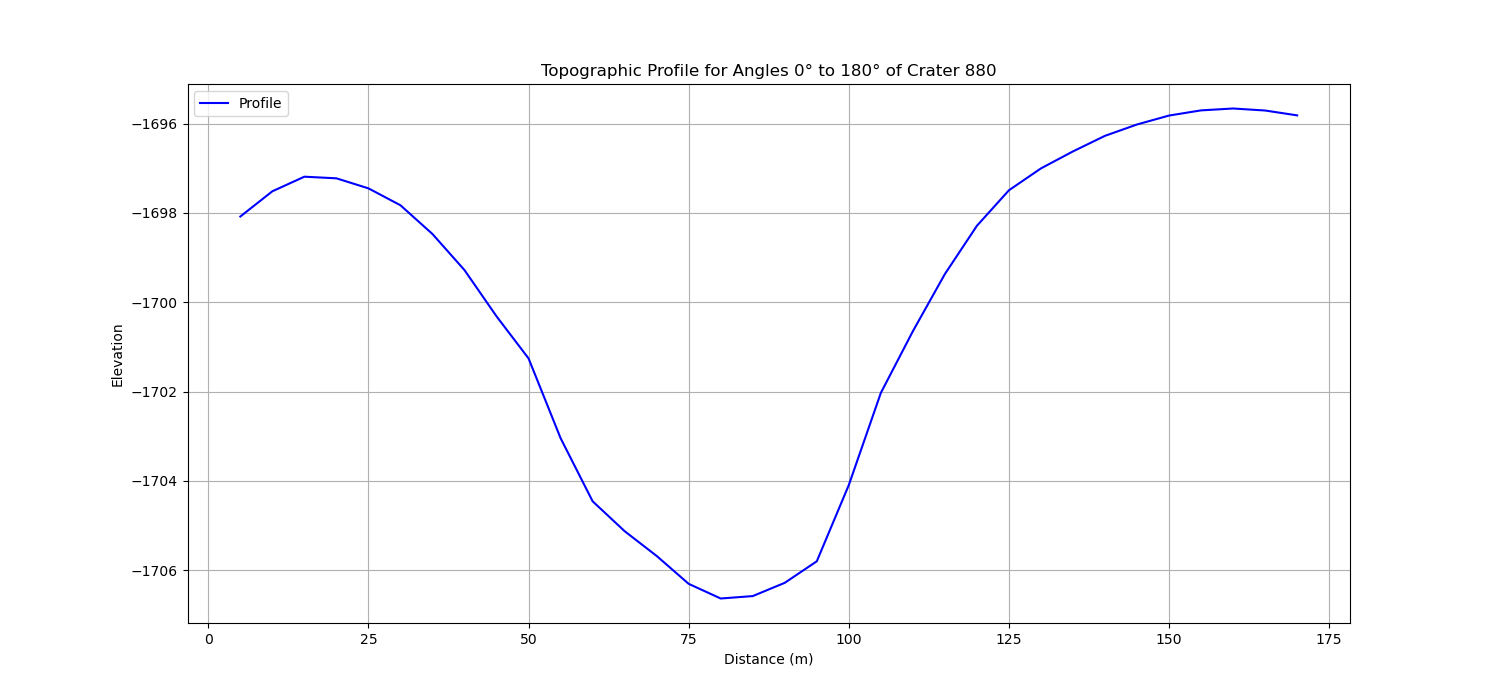 Topographic Profile for Angles 0° to 180° of Crater 880
Profile
−1696
−1698
−1700
−1702
−1704
−1706
Elevation
0 25 50 75 100 125 150 175
Distance (m)